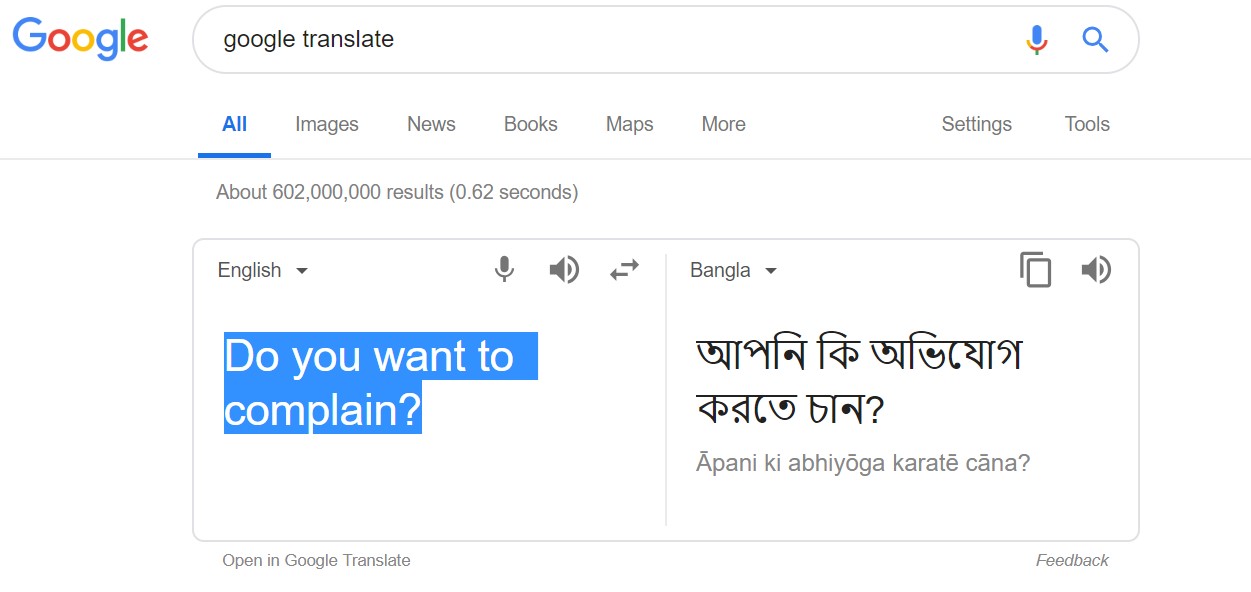 Google
google translate
All Images News Books Maps More Settings Tools
About 602,000,000 results (0.62 seconds)
English
Bangla
Do you want to
complain?
আপনি কি অভিযোগ
করতে চান?
Āpani ki abhiyōga karatē cāna?
Open in Google Translate
Feedback